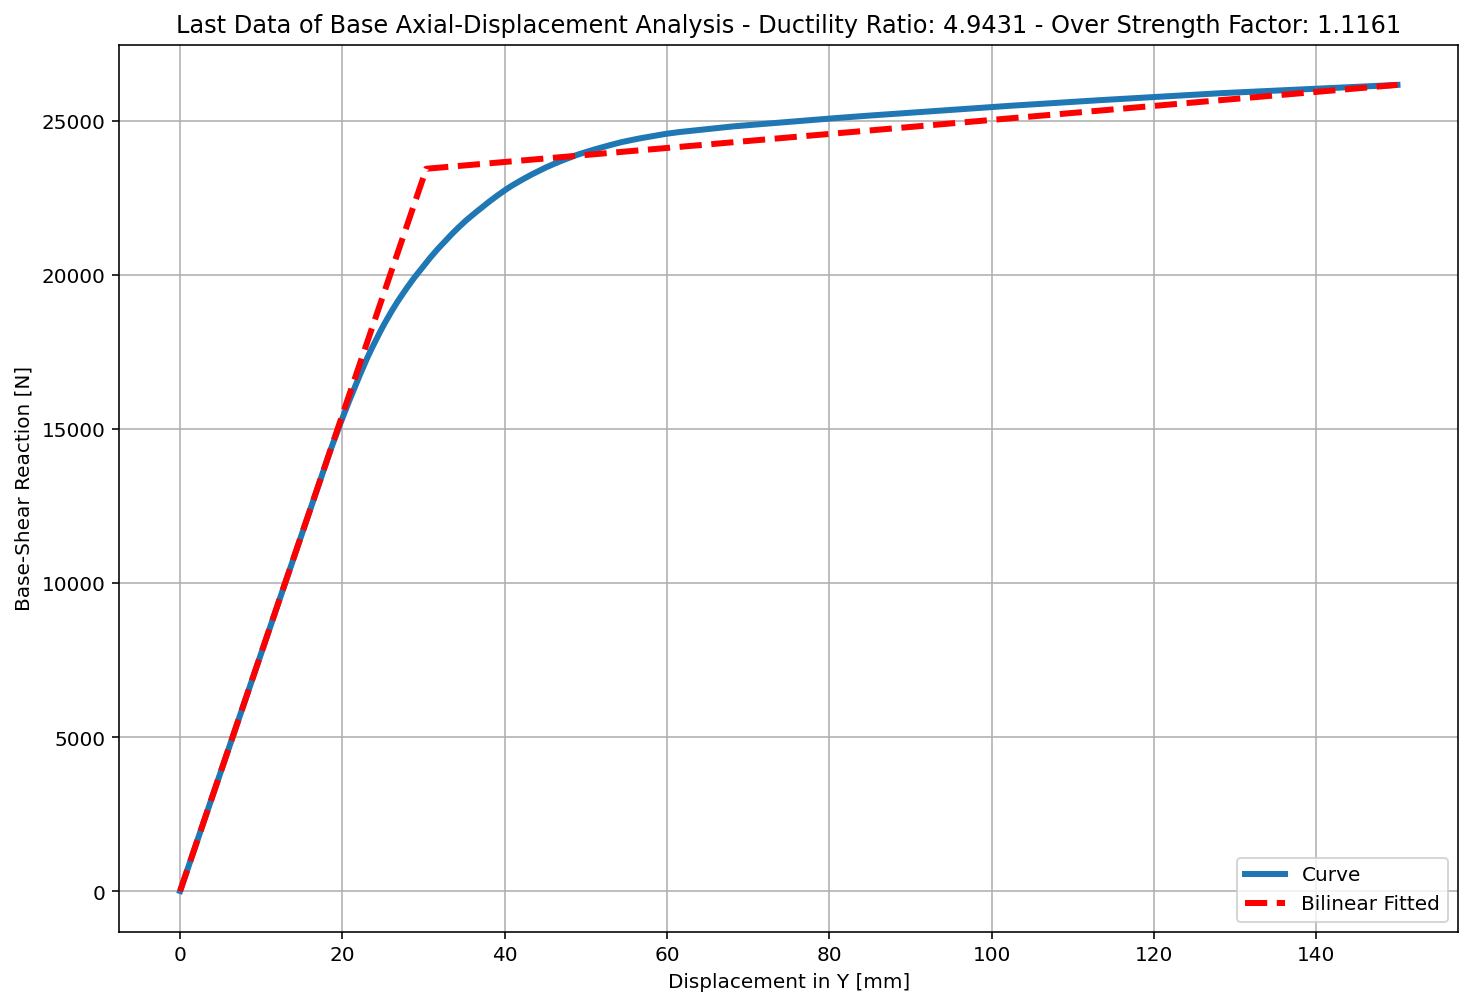 Last Data of Base Axial-Displacement Analysis - Ductility Ratio: 4.9431 - Over Strength Factor: 1.1161
Base-Shear Reaction [N]
25000
20000
15000
10000
5000
0
0 20 40 60 80 100 120 140
Displacement in Y [mm]
Curve
Bilinear Fitted